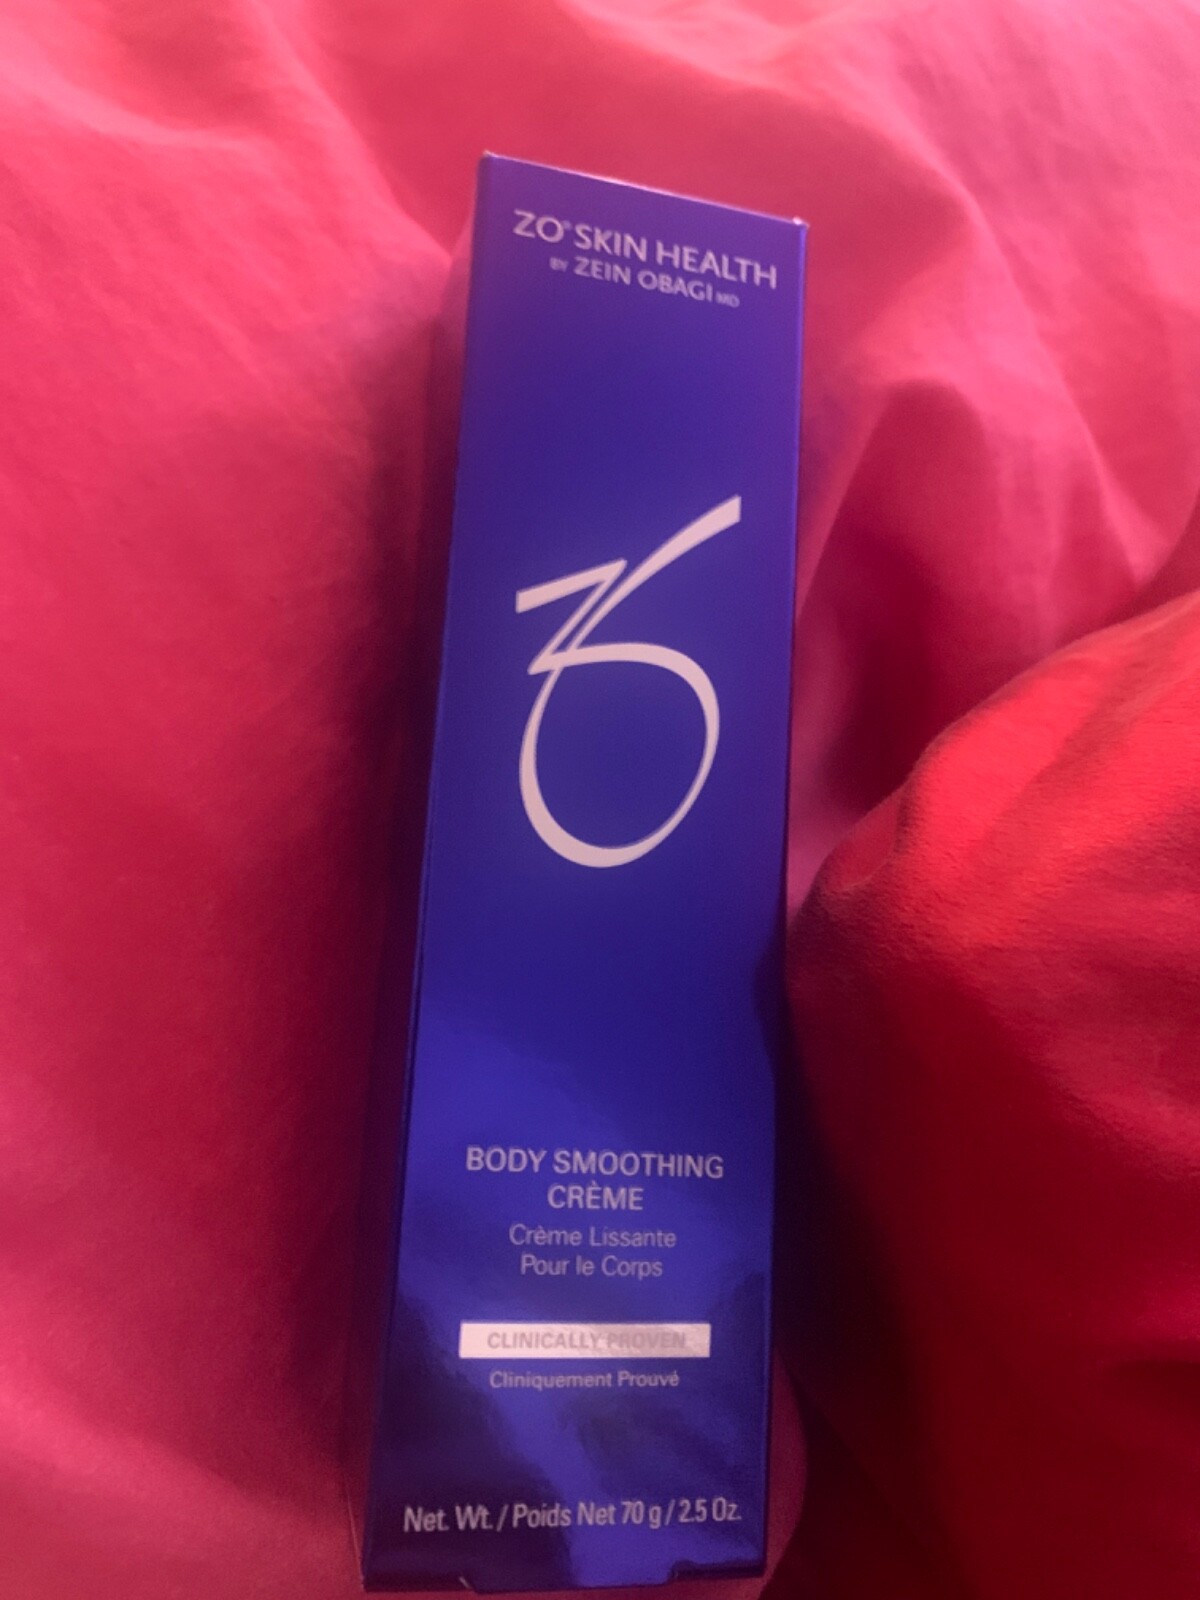 ZO® SKIN HEALTH
BY ZEIN OBAGI MD
ZO
BODY SMOOTHING
CRÈME
Crème Lissante
Pour le Corps
CLINICALLY PROVEN
Cliniquement Prouvé
Net. Wt. / Poids Net 70 g / 2.5 Oz.